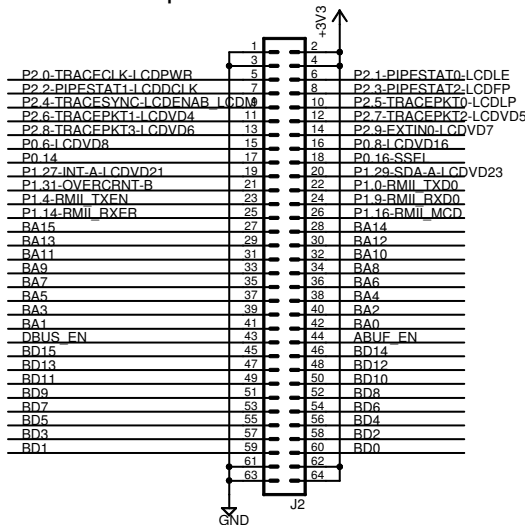 +3V3
1 2
3 4
P2.0-TRACECLK-LCDPWR 5 6 P2.1-PIPESTAT0-LCDLE
P2.2-PIPESTAT1-LCDDCLK 7 8 P2.3-PIPESTAT2-LCDFP
P2.4-TRACESYNC-LCDENAB_LCDM 9 10 P2.5-TRACEPKT0-LCDLP
P2.6-TRACEPKT1-LCDVD4 11 12 P2.7-TRACEPKT2-LCDVD5
P2.8-TRACEPKT3-LCDVD6 13 14 P2.9-EXTIN0-LCDVD7
P0.6-LCDVD8 15 16 P0.8-LCDVD16
P0.14 17 18 P0.16-SSEL
P1.27-INT-A-LCDVD21 19 20 P1.29-SDA-A-LCDVD23
P1.31-OVERCRNT-B 21 22 P1.0-RMII_TXD0
P1.4-RMII_TXEN 23 24 P1.9-RMII_RXD0
P1.14-RMII_RXER 25 26 P1.16-RMII_MCD
BA15 27 28 BA14
BA13 29 30 BA12
BA11 31 32 BA10
BA9 33 34 BA8
BA7 35 36 BA6
BA5 37 38 BA4
BA3 39 40 BA2
BA1 41 42 BA0
DBUS_EN 43 44 ABUF_EN
BD15 45 46 BD14
BD13 47 48 BD12
BD11 49 50 BD10
BD9 51 52 BD8
BD7 53 54 BD6
BD5 55 56 BD4
BD3 57 58 BD2
BD1 59 60 BD0
61 62
63 64
J2
GND